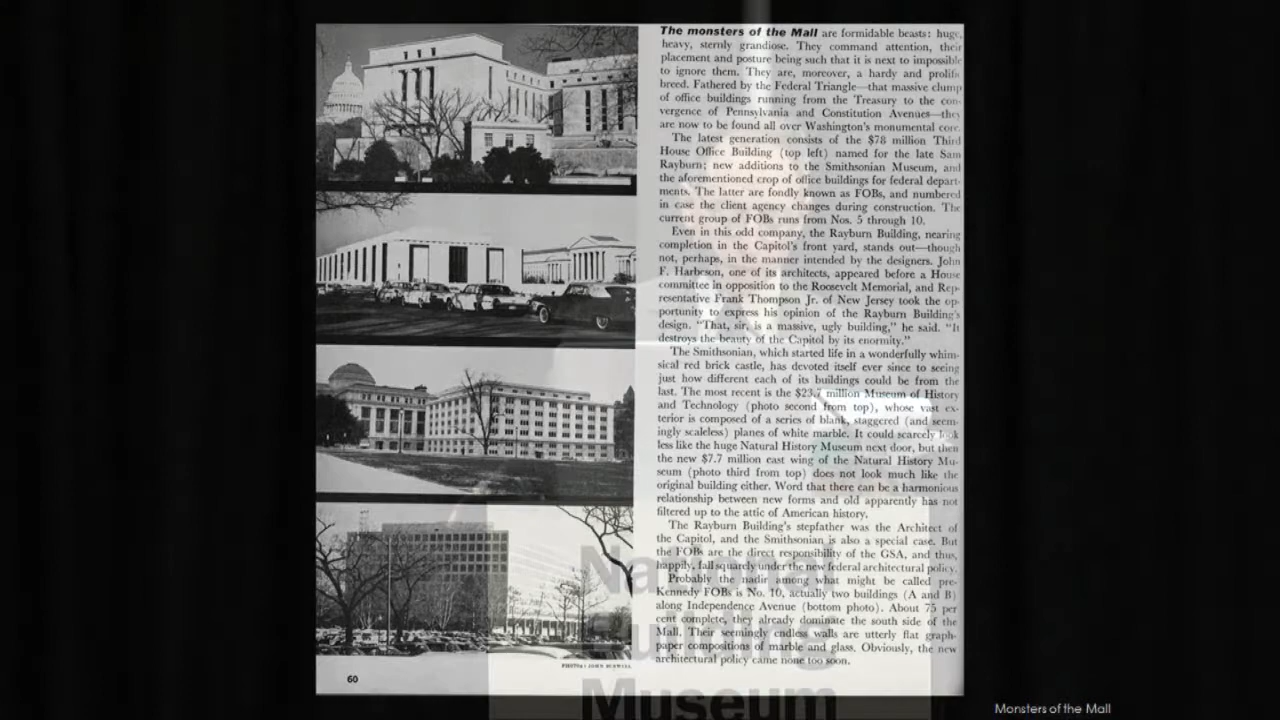 The monsters of the Mall are formidable beasts: huge,
heavy, sternly grandiose. They command attention, their
placement and posture being such that it is next to impossible
to ignore them. They are, moreover, a hardy and prolific
breed. Fathered by the Federal Triangle—that massive clump
of office buildings running from the Treasury to the con-
vergence of Pennsylvania and Constitution Avenues—they
are now to be found all over Washington's monumental core.
The latest generation consists of the $78 million Third
House Office Building (top left) named for the late Sam
Rayburn; new additions to the Smithsonian Museum, and
the aforementioned crop of office buildings for federal depart-
ments. The latter are fondly known as FOBs, and numbered
in case the client agency changes during construction. The
current group of FOBs runs from Nos. 5 through 10.
Even in this odd company, the Rayburn Building, nearing
completion in the Capitol's front yard, stands out—though
not, perhaps, in the manner intended by the designers. John
F. Harbeson, one of its architects, appeared before a House
committee in opposition to the Roosevelt Memorial, and Rep-
resentative Frank Thompson Jr. of New Jersey took the op-
portunity to express his opinion of the Rayburn Building's
design. "That, sir, is a massive, ugly building," he said. "It
destroys the beauty of the Capitol by its enormity."
The Smithsonian, which started life in a wonderfully whim-
sical red brick castle, has devoted itself ever since to seeing
just how different each of its buildings could be from the
last. The most recent is the $23.7 million Museum of History
and Technology (photo second from top), whose vast ex-
terior is composed of a series of blank, staggered (and seem-
ingly scaleless) planes of white marble. It could scarcely look
less like the huge Natural History Museum next door, but then
the new $7.7 million east wing of the Natural History Mu-
seum (photo third from top) does not look much like the
original building either. Word that there can be a harmonious
relationship between new forms and old apparently has not
filtered up to the attic of American history.
The Rayburn Building's stepfather was the Architect of
the Capitol, and the Smithsonian is also a special case. But
the FOBs are the direct responsibility of the GSA, and thus,
happily, fall squarely under the new federal architectural policy.
Probably the nadir among what might be called pre-
Kennedy FOBs is No. 10, actually two buildings (A and B)
along Independence Avenue (bottom photo). About 75 per
cent complete, they already dominate the south side of the
Mall. Their seemingly endless walls are utterly flat graph-
paper compositions of marble and glass. Obviously, the new
architectural policy came none too soon.
60
National
Building
Museum
Monsters of the Mall